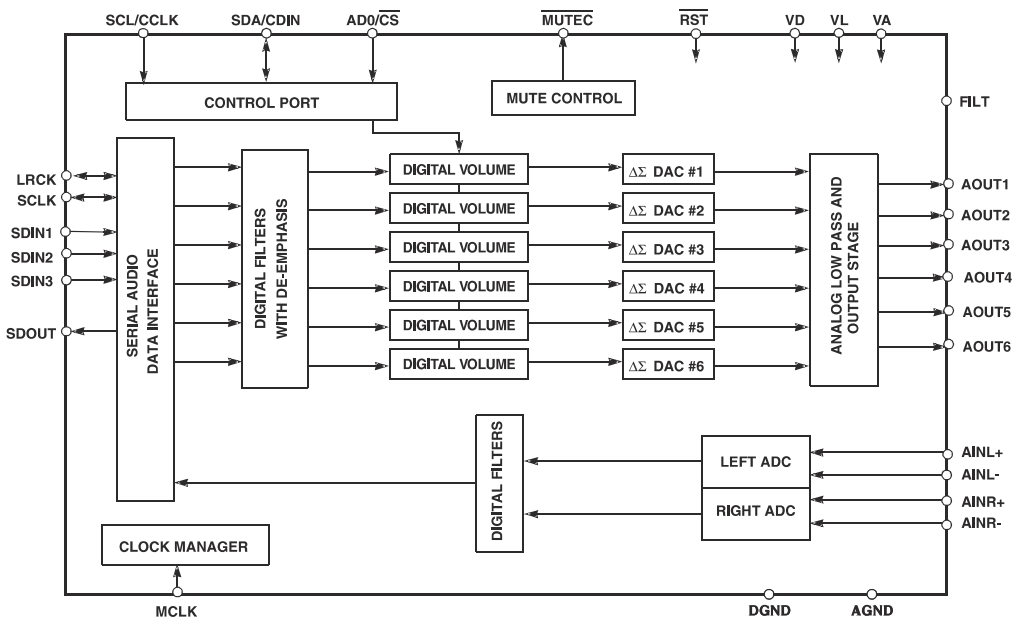 SCL/CCLK
SDA/CDIN
AD0/CS
MUTEC
RST
VD
VL
VA
CONTROL PORT
MUTE CONTROL
FILT
LRCK
SCLK
SDIN1
SDIN2
SDIN3
SDOUT
SERIAL AUDIO
DATA INTERFACE
DIGITAL FILTERS
WITH DE-EMPHASIS
DIGITAL VOLUME
DIGITAL VOLUME
DIGITAL VOLUME
DIGITAL VOLUME
DIGITAL VOLUME
DIGITAL VOLUME
ΔΣ DAC #1
ΔΣ DAC #2
ΔΣ DAC #3
ΔΣ DAC #4
ΔΣ DAC #5
ΔΣ DAC #6
ANALOG LOW PASS AND
OUTPUT STAGE
AOUT1
AOUT2
AOUT3
AOUT4
AOUT5
AOUT6
DIGITAL FILTERS
LEFT ADC
RIGHT ADC
AINL+
AINL-
AINR+
AINR-
CLOCK MANAGER
MCLK
DGND
AGND